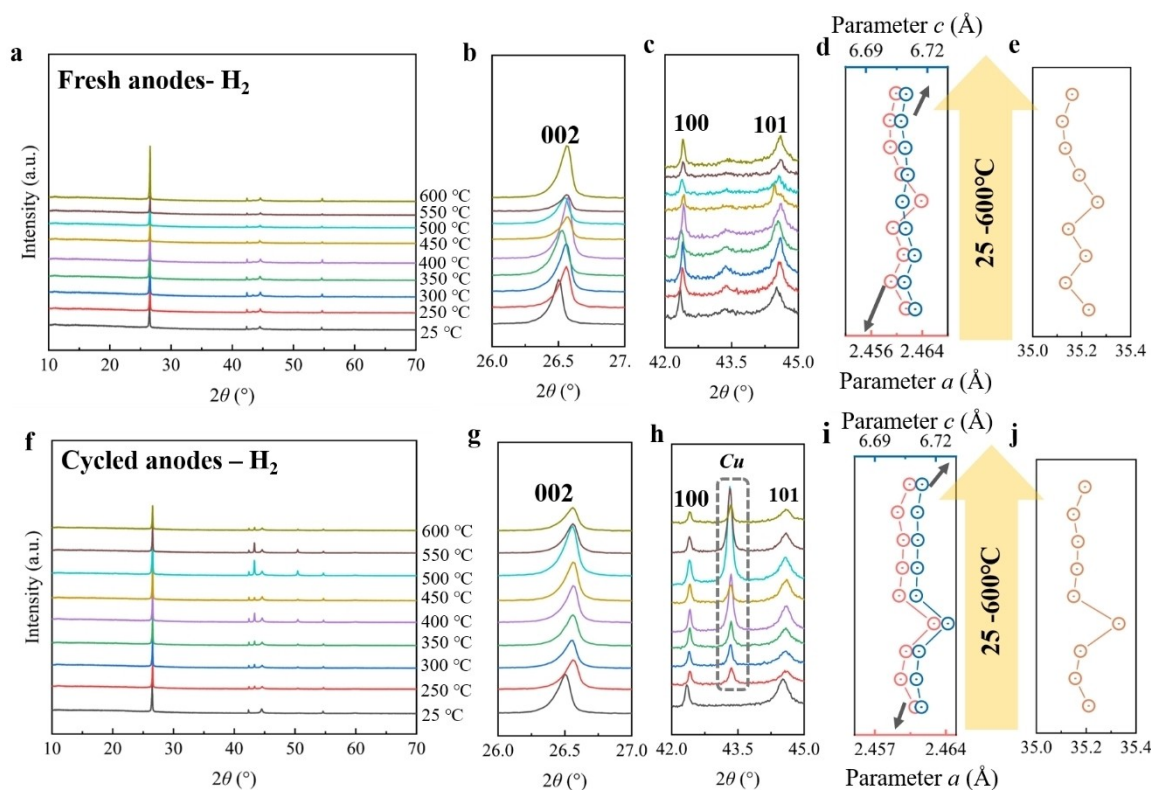 a
Fresh anodes- H₂
Intensity (a.u.)
600 °C
550 °C
500 °C
450 °C
400 °C
350 °C
300 °C
250 °C
25 °C
10 20 30 40 50 60 70
2θ (°)
b
002
26.0 26.5 27.
2θ (°)
c
100 101
42.0 43.5 45.0
2θ (°)
Parameter c (Å)
d 6.69 6.72
2.456 2.464
Parameter a (Å)
25 -600°C
e
35.0 35.2 35.4
f
Cycled anodes – H₂
Intensity (a.u.)
600 °C
550 °C
500 °C
450 °C
400 °C
350 °C
300 °C
250 °C
25 °C
10 20 30 40 50 60 70
2θ (°)
g
002
26.0 26.5 27.0
2θ (°)
h
Cu
100 101
42.0 43.5 45.0
2θ (°)
Parameter c (Å)
i 6.69 6.72
2.457 2.464
Parameter a (Å)
25 -600°C
j
35.0 35.2 35.4